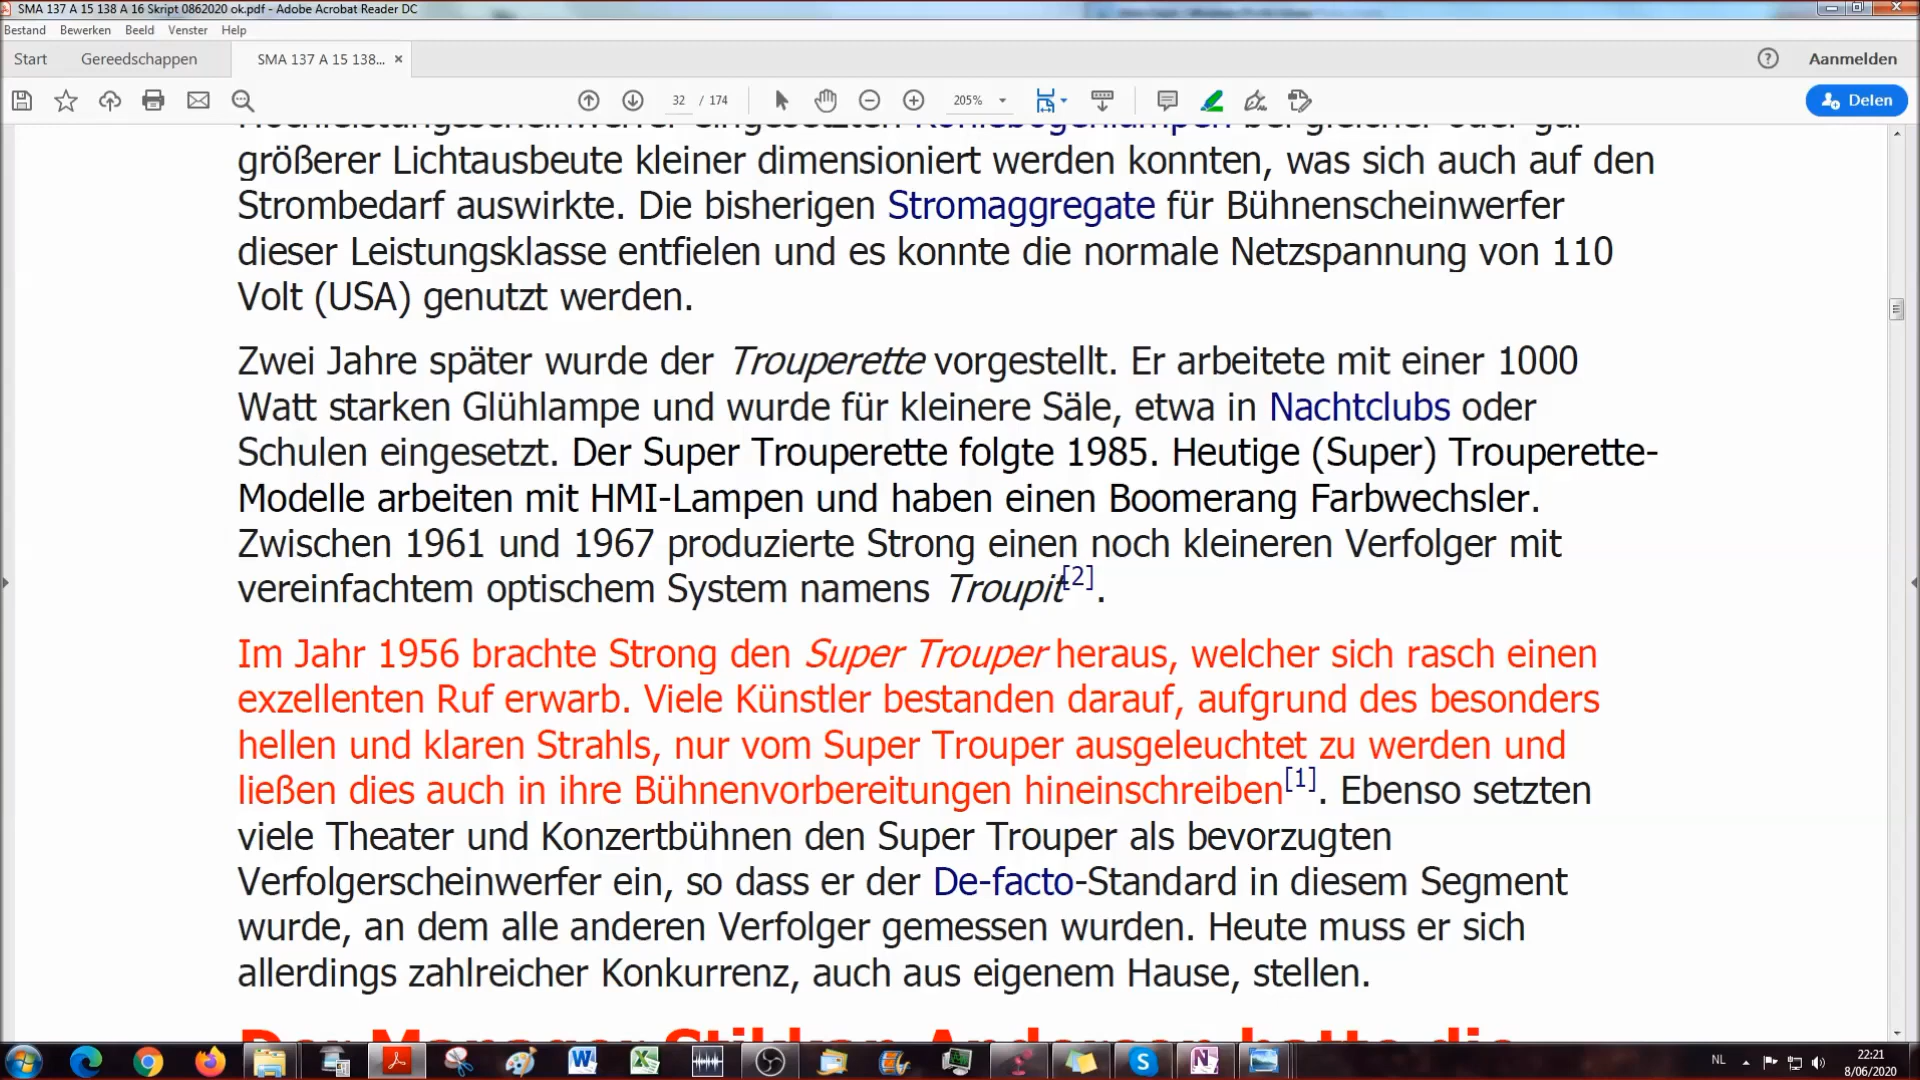 SMA 137 A 15 138 A 16 Skript 0862020 ok.pdf - Adobe Acrobat Reader DC
Bestand Bewerken Beeld Venster Help
Start Gereedschappen SMA 137 A 15 138... × Aanmelden
32 / 174 205% Delen
größerer Lichtausbeute kleiner dimensioniert werden konnten, was sich auch auf den
Strombedarf auswirkte. Die bisherigen Stromaggregate für Bühnenscheinwerfer
dieser Leistungsklasse entfielen und es konnte die normale Netzspannung von 110
Volt (USA) genutzt werden.
Zwei Jahre später wurde der Trouperette vorgestellt. Er arbeitete mit einer 1000
Watt starken Glühlampe und wurde für kleinere Säle, etwa in Nachtclubs oder
Schulen eingesetzt. Der Super Trouperette folgte 1985. Heutige (Super) Trouperette-
Modelle arbeiten mit HMI-Lampen und haben einen Boomerang Farbwechsler.
Zwischen 1961 und 1967 produzierte Strong einen noch kleineren Verfolger mit
vereinfachtem optischem System namens Troupit[2].
Im Jahr 1956 brachte Strong den Super Trouper heraus, welcher sich rasch einen
exzellenten Ruf erwarb. Viele Künstler bestanden darauf, aufgrund des besonders
hellen und klaren Strahls, nur vom Super Trouper ausgeleuchtet zu werden und
ließen dies auch in ihre Bühnenvorbereitungen hineinschreiben[1]. Ebenso setzten
viele Theater und Konzertbühnen den Super Trouper als bevorzugten
Verfolgerscheinwerfer ein, so dass er der De-facto-Standard in diesem Segment
wurde, an dem alle anderen Verfolger gemessen wurden. Heute muss er sich
allerdings zahlreicher Konkurrenz, auch aus eigenem Hause, stellen.
Der Manager Stikkan Anderson hatte die
NL 22:21
8/06/2020